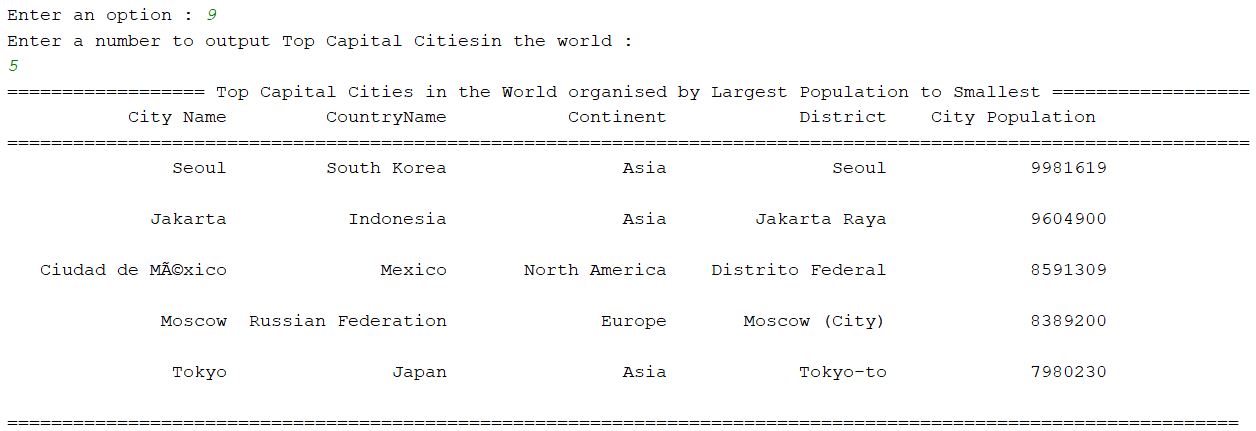 Enter an option : 9
Enter a number to output Top Capital Citiesin the world :
5
================== Top Capital Cities in the World organised by Largest Population to Smallest ==================
City Name CountryName Continent District City Population
=================================================================================================================
Seoul South Korea Asia Seoul 9981619
Jakarta Indonesia Asia Jakarta Raya 9604900
Ciudad de MÃ©xico Mexico North America Distrito Federal 8591309
Moscow Russian Federation Europe Moscow (City) 8389200
Tokyo Japan Asia Tokyo-to 7980230
================================================================================================================